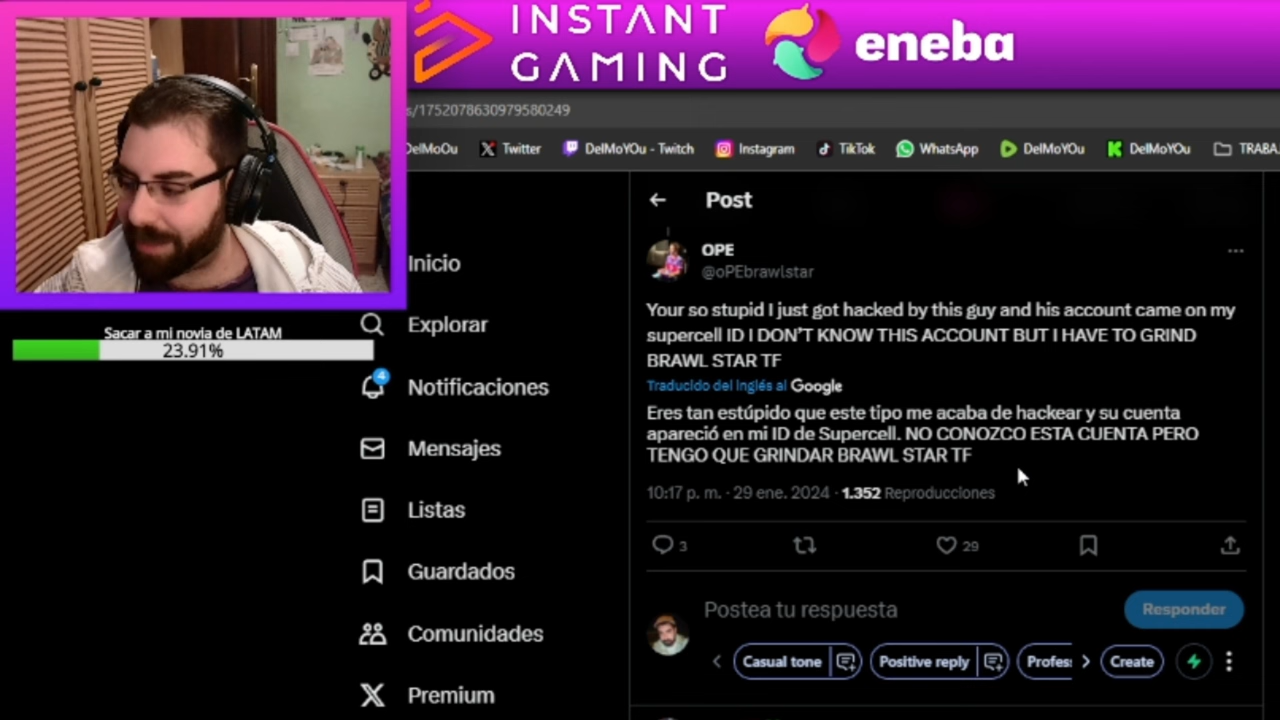 INSTANT
GAMING
eneba
s/1752078630979580249
DelMoOu
Twitter
DelMoYOu - Twitch
Instagram
TikTok
WhatsApp
DelMoYOu
DelMoYOu
TRABA
Post
OPE
@oPEbrawlstar
Your so stupid I just got hacked by this guy and his account came on my
supercell ID I DON'T KNOW THIS ACCOUNT BUT I HAVE TO GRIND
BRAWL STAR TF
Traducido del inglés al Google
Eres tan estúpido que este tipo me acaba de hackear y su cuenta
apareció en mi ID de Supercell. NO CONOZCO ESTA CUENTA PERO
TENGO QUE GRINDAR BRAWL STAR TF
10:17 p. m. · 29 ene. 2024 · 1.352 Reproducciones
3
29
Postea tu respuesta
Responder
Casual tone
Positive reply
Profes
Create
Inicio
Explorar
4
Notificaciones
Mensajes
Listas
Guardados
Comunidades
Premium
Sacar a mi novia de LATAM
23.91%